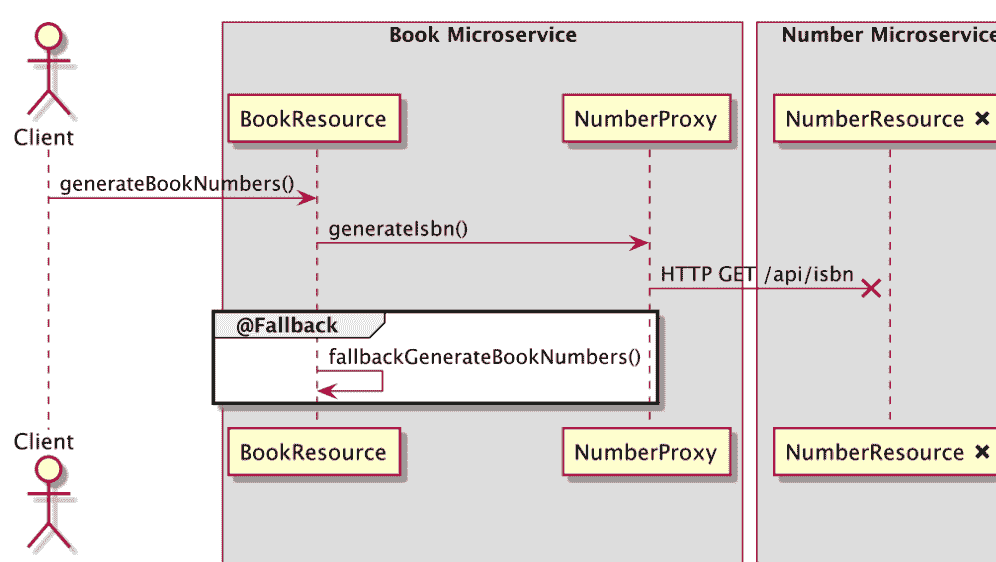 Book Microservice
Number Microservice
Client
BookResource
NumberProxy
NumberResource ✖
generateBookNumbers()
generateIsbn()
HTTP GET /api/isbn
@Fallback
fallbackGenerateBookNumbers()
Client
BookResource
NumberProxy
NumberResource ✖